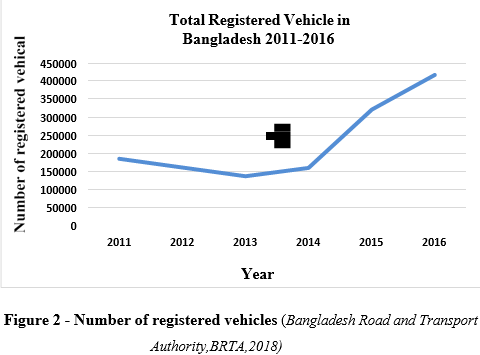 Total Registered Vehicle in
Bangladesh 2011-2016
Number of registered vehical
450000
400000
350000
300000
250000
200000
150000
100000
50000
0
2011 2012 2013 2014 2015 2016
Year
Figure 2 - Number of registered vehicles (Bangladesh Road and Transport
Authority,BRTA,2018)